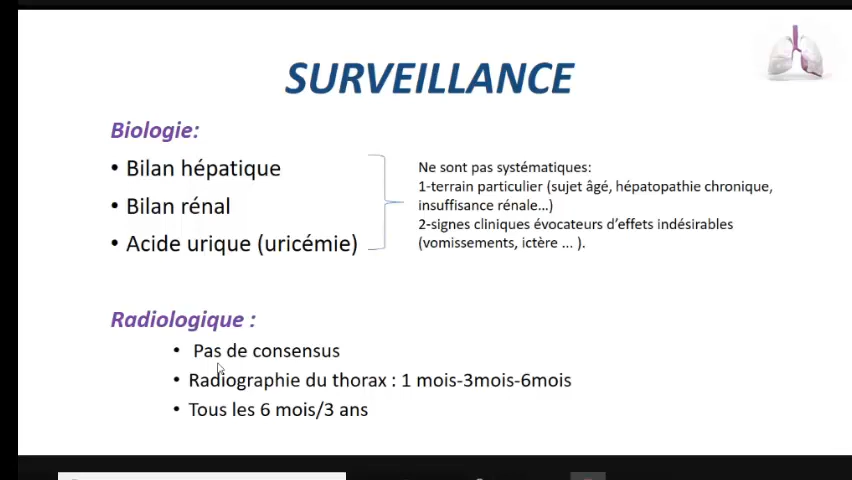 SURVEILLANCE
Biologie:
• Bilan hépatique
• Bilan rénal
• Acide urique (uricémie)
Ne sont pas systématiques:
1-terrain particulier (sujet âgé, hépatopathie chronique,
insuffisance rénale...)
2-signes cliniques évocateurs d'effets indésirables
(vomissements, ictère ... ).
Radiologique :
• Pas de consensus
• Radiographie du thorax : 1 mois-3mois-6mois
• Tous les 6 mois/3 ans